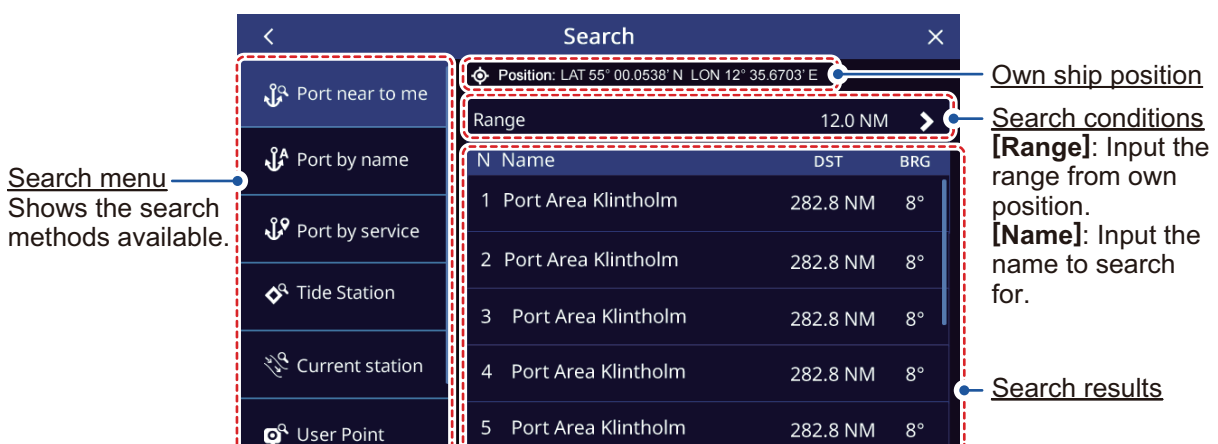 Search
Position: LAT 55° 00.0538' N LON 12° 35.6703' E
Own ship position
Port near to me
Range 12.0 NM
Search conditions
[Range]: Input the
range from own
position.
[Name]: Input the
name to search
for.
Search menu
Shows the search
methods available.
Port by name
Port by service
Tide Station
Current station
User Point
N Name DST BRG
1 Port Area Klintholm 282.8 NM 8°
2 Port Area Klintholm 282.8 NM 8°
3 Port Area Klintholm 282.8 NM 8°
4 Port Area Klintholm 282.8 NM 8°
5 Port Area Klintholm 282.8 NM 8°
Search results